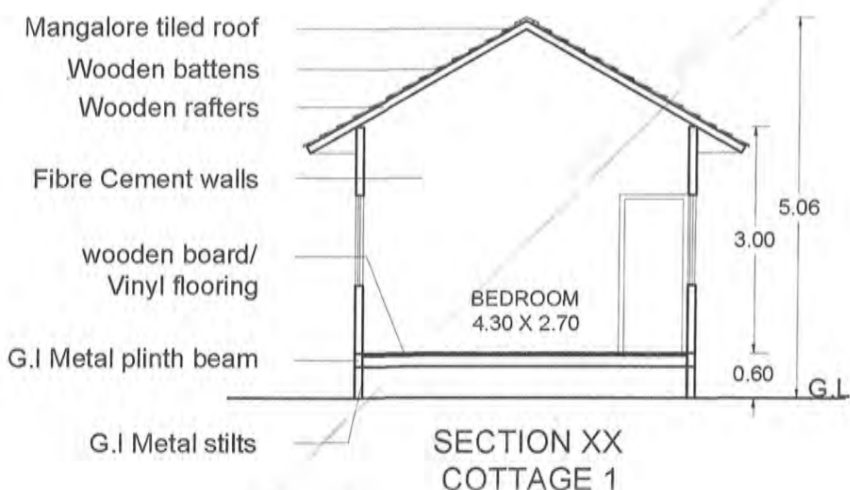 Mangalore tiled roof
Wooden battens
Wooden rafters
Fibre Cement walls
wooden board/
Vinyl flooring
G.I Metal plinth beam
G.I Metal stilts
BEDROOM
4.30 X 2.70
3.00
5.06
0.60
G.L
SECTION XX
COTTAGE 1